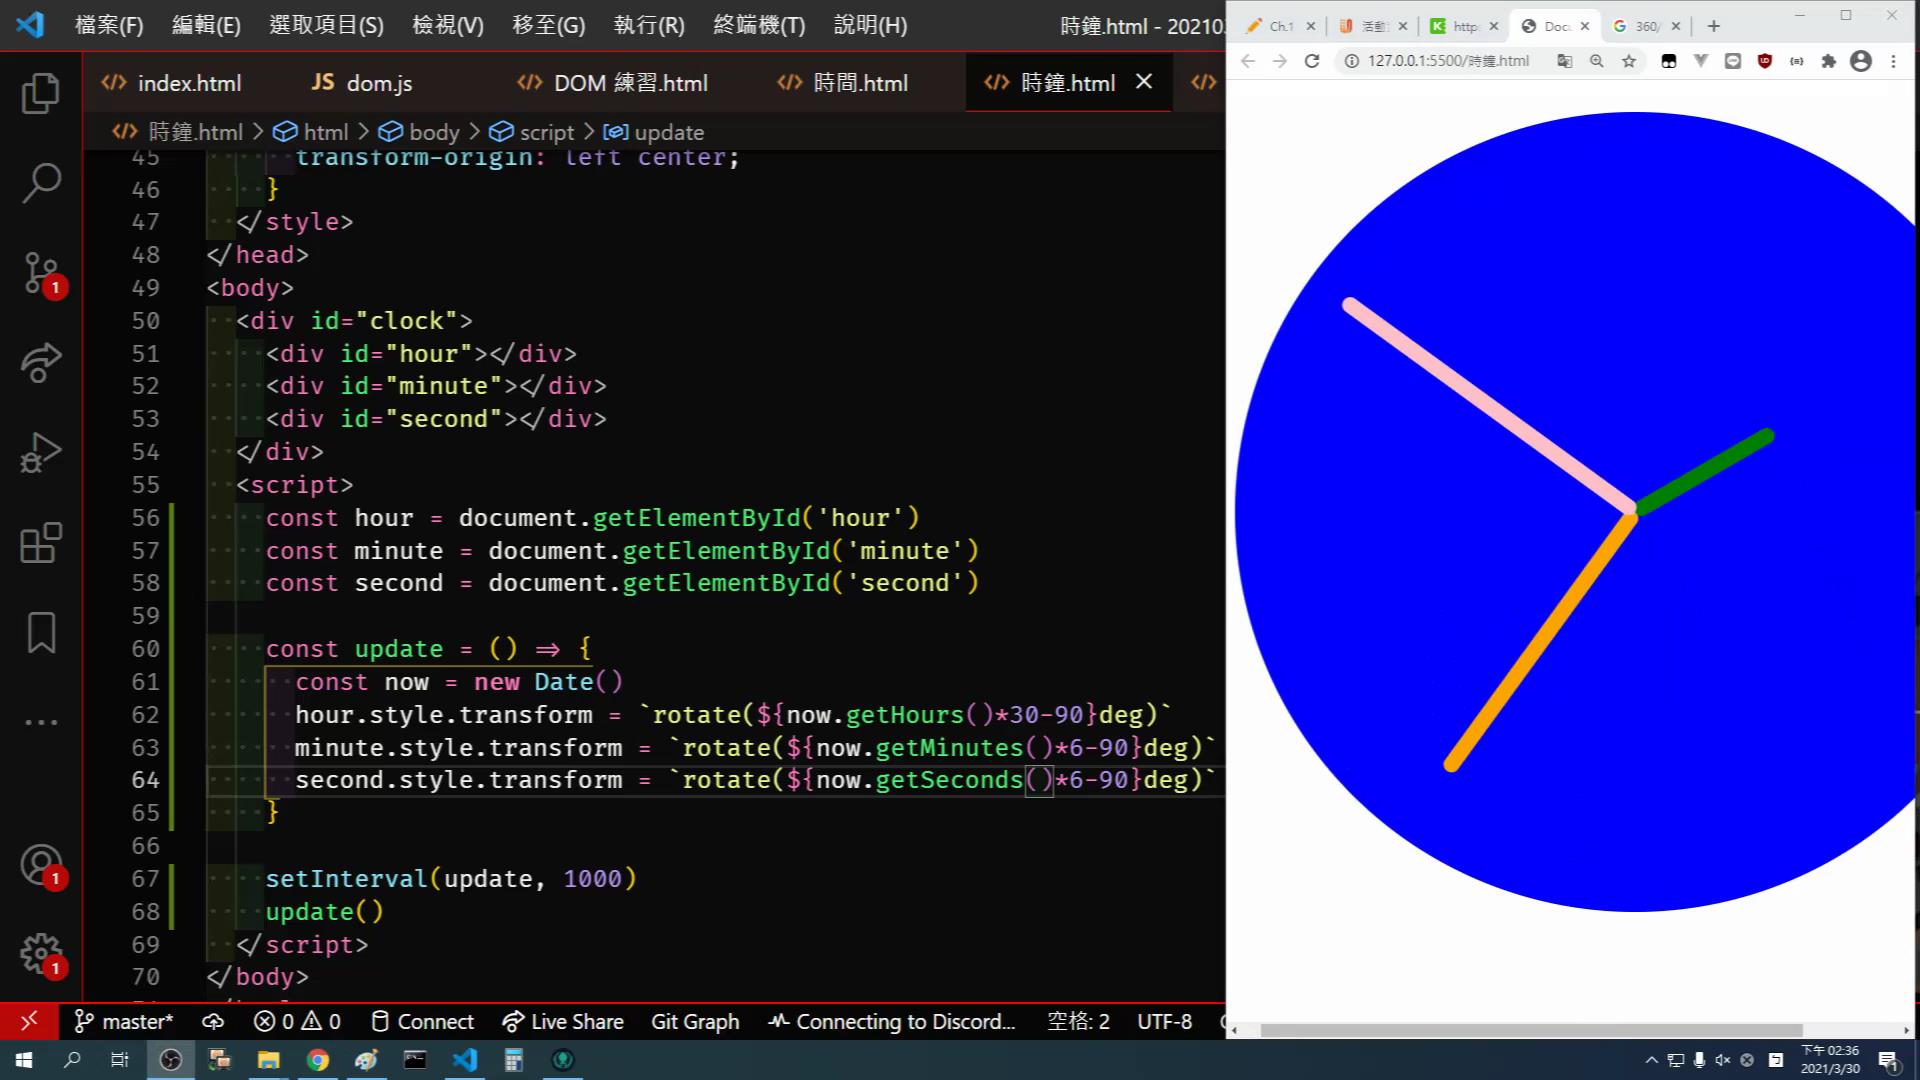 檔案(F) 編輯(E) 選取項目(S) 檢視(V) 移至(G) 執行(R) 終端機(T) 說明(H) 時鐘.html - 20210
index.html JS dom.js DOM 練習.html 時間.html 時鐘.html
時鐘.html > html > body > script > update
45 transform-origin: left center;
46 }
47 </style>
48 </head>
49 <body>
50 <div id="clock">
51 <div id="hour"></div>
52 <div id="minute"></div>
53 <div id="second"></div>
54 </div>
55 <script>
56 const hour = document.getElementById('hour')
57 const minute = document.getElementById('minute')
58 const second = document.getElementById('second')
59
60 const update = () => {
61 const now = new Date()
62 hour.style.transform = `rotate(${now.getHours()*30-90}deg)`
63 minute.style.transform = `rotate(${now.getMinutes()*6-90}deg)`
64 second.style.transform = `rotate(${now.getSeconds()*6-90}deg)`
65 }
66
67 setInterval(update, 1000)
68 update()
69 </script>
70 </body>
1
1
1
master* 0 0 Connect Live Share Git Graph Connecting to Discord... 空格: 2 UTF-8
Ch.1 活動 http Doc 360/
127.0.0.1:5500/時鐘.html
下午 02:36
2021/3/30
1